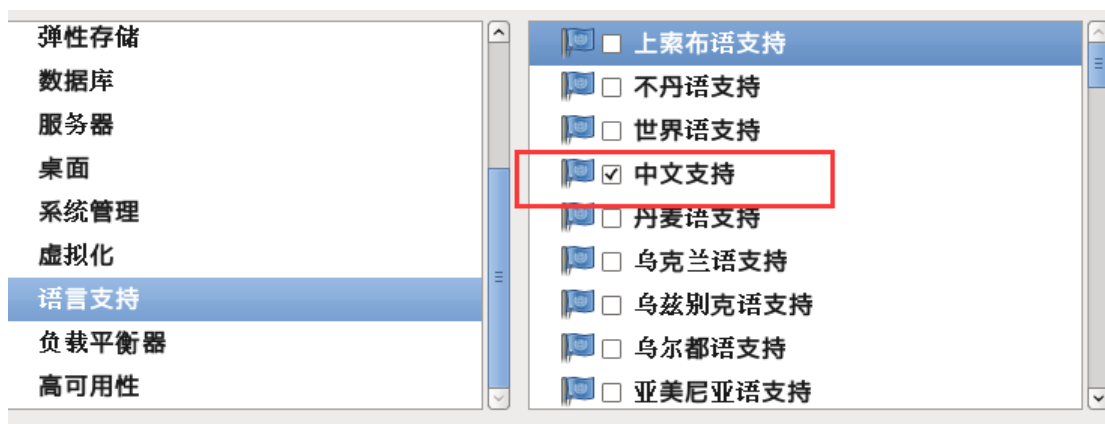 弹性存储
数据库
服务器
桌面
系统管理
虚拟化
语言支持
负载平衡器
高可用性
上索布语支持
不丹语支持
世界语支持
中文支持
丹麦语支持
乌克兰语支持
乌兹别克语支持
乌尔都语支持
亚美尼亚语支持